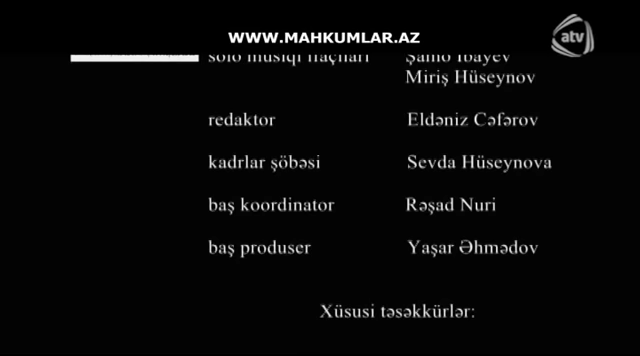 WWW.MAHKUMLAR.AZ
atv
solo musiqi ifaçıları Şamo İbayev
Miriş Hüseynov
redaktor Eldəniz Cəfərov
kadrlar şöbəsi Sevda Hüseynova
baş koordinator Rəşad Nuri
baş produser Yaşar Əhmədov
Xüsusi təsəkkürlər: